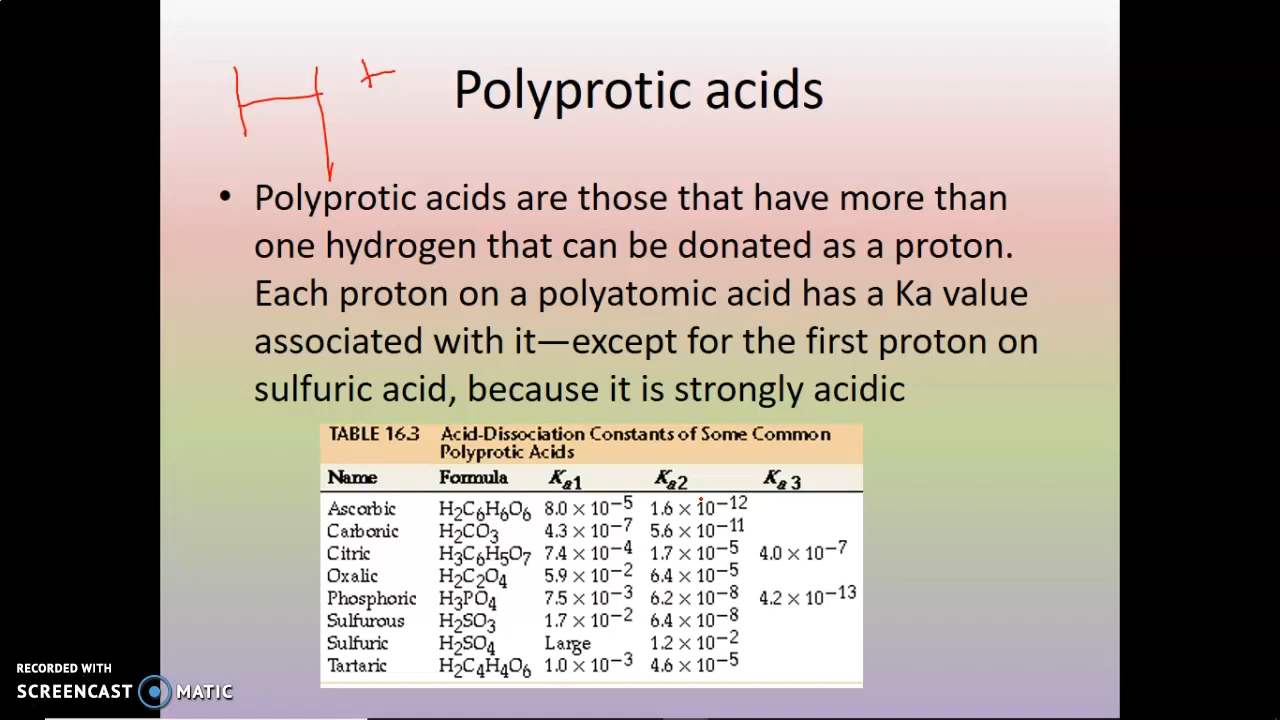 H+
Polyprotic acids
• Polyprotic acids are those that have more than
one hydrogen that can be donated as a proton.
Each proton on a polyatomic acid has a Ka value
associated with it—except for the first proton on
sulfuric acid, because it is strongly acidic
TABLE 16.3 Acid-Dissociation Constants of Some Common
Polyprotic Acids
Name Formula Ka1 Ka2 Ka3
Ascorbic H2C6H6O6 8.0 × 10−5 1.6 × 10−12
Carbonic H2CO3 4.3 × 10−7 5.6 × 10−11
Citric H3C6H5O7 7.4 × 10−4 1.7 × 10−5 4.0 × 10−7
Oxalic H2C2O4 5.9 × 10−2 6.4 × 10−5
Phosphoric H3PO4 7.5 × 10−3 6.2 × 10−8 4.2 × 10−13
Sulfurous H2SO3 1.7 × 10−2 6.4 × 10−8
Sulfuric H2SO4 Large 1.2 × 10−2
Tartaric H2C4H4O6 1.0 × 10−3 4.6 × 10−5
RECORDED WITH
SCREENCAST MATIC